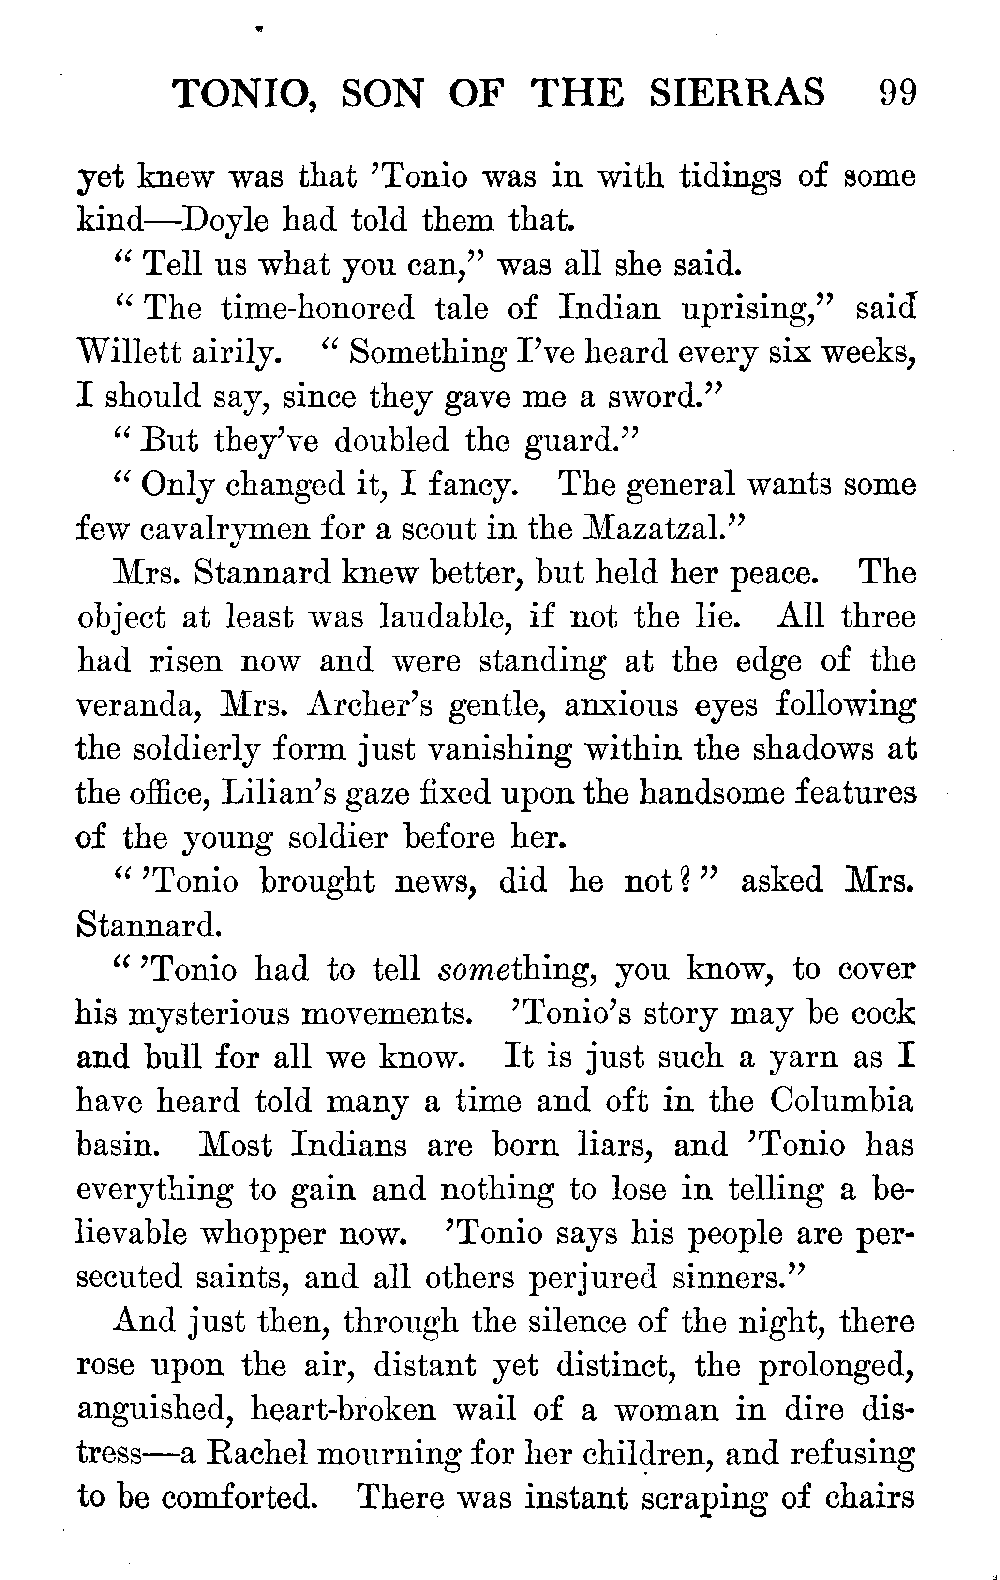 TONIO, SON OF THE SIERRAS 99
yet knew was that ’Tonio was in with tidings of some
kind—Doyle had told them that.
“ Tell us what you can,” was all she said.
“ The time-honored tale of Indian uprising,” said
Willett airily. “ Something I’ve heard every six weeks,
I should say, since they gave me a sword.”
“ But they’ve doubled the guard.”
“ Only changed it, I fancy. The general wants some
few cavalrymen for a scout in the Mazatzal.”
Mrs. Stannard knew better, but held her peace. The
object at least was laudable, if not the lie. All three
had risen now and were standing at the edge of the
veranda, Mrs. Archer’s gentle, anxious eyes following
the soldierly form just vanishing within the shadows at
the office, Lilian’s gaze fixed upon the handsome features
of the young soldier before her.
“ ’Tonio brought news, did he not? ” asked Mrs.
Stannard.
“ ’Tonio had to tell something, you know, to cover
his mysterious movements. ’Tonio’s story may be cock
and bull for all we know. It is just such a yarn as I
have heard told many a time and oft in the Columbia
basin. Most Indians are born liars, and ’Tonio has
everything to gain and nothing to lose in telling a be-
lievable whopper now. ’Tonio says his people are per-
secuted saints, and all others perjured sinners.”
And just then, through the silence of the night, there
rose upon the air, distant yet distinct, the prolonged,
anguished, heart-broken wail of a woman in dire dis-
tress—a Rachel mourning for her children, and refusing
to be comforted. There was instant scraping of chairs